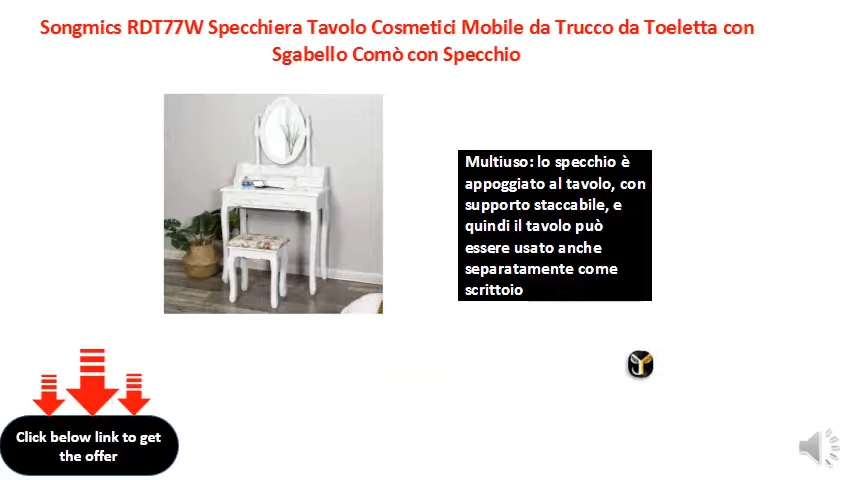 Songmics RDT77W Specchiera Tavolo Cosmetici Mobile da Trucco da Toeletta con
Sgabello Comò con Specchio
Multiuso: lo specchio è
appoggiato al tavolo, con
supporto staccabile, e
quindi il tavolo può
essere usato anche
separatamente come
scrittoio
Click below link to get
the offer